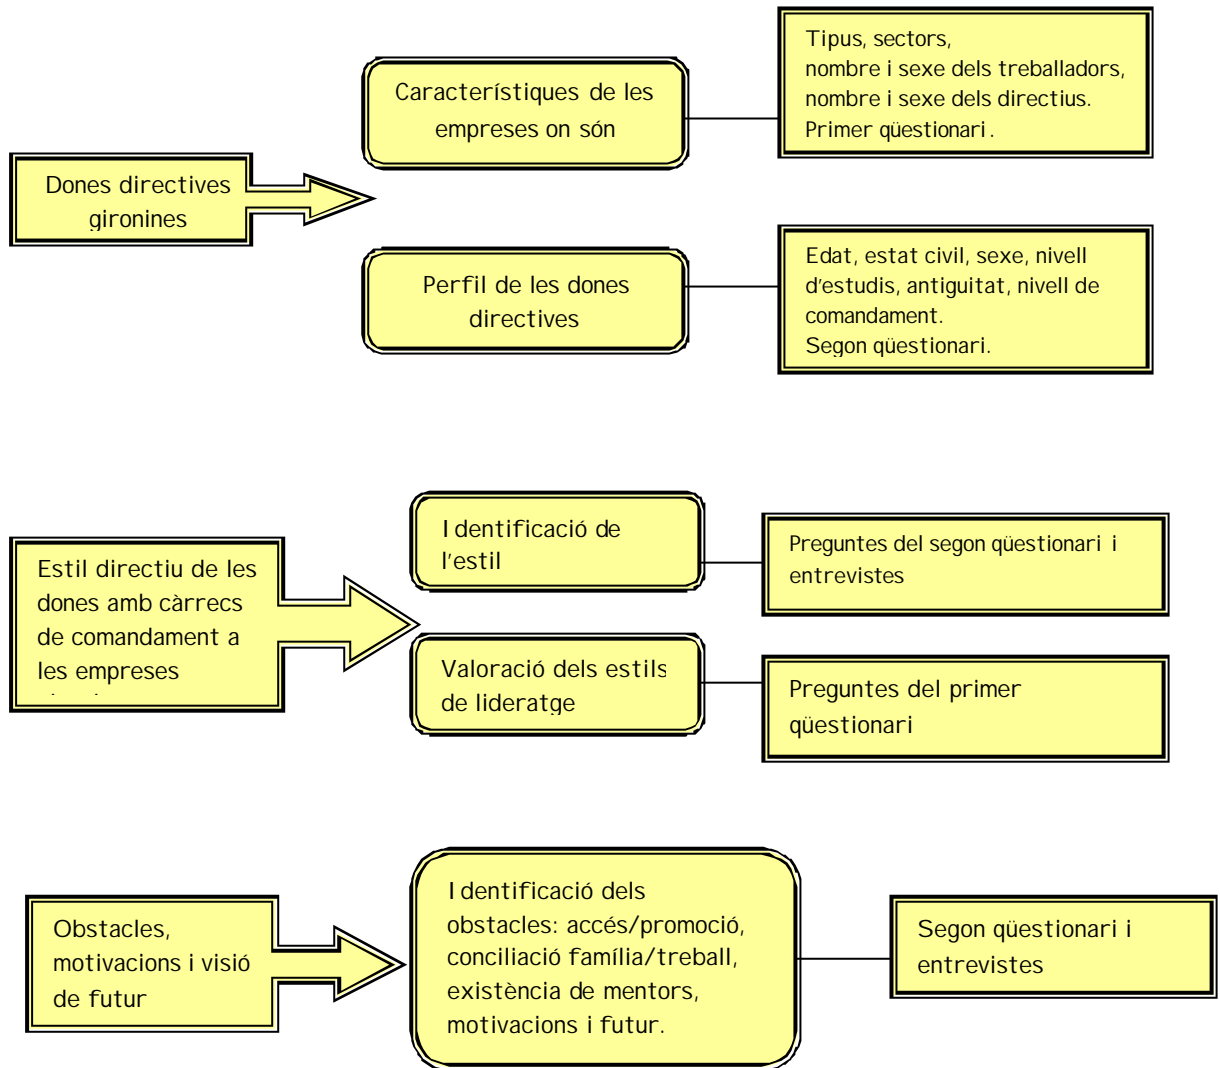 Dones directives
gironines
Característiques de les
empreses on són
Tipus, sectors,
nombre i sexe dels treballadors,
nombre i sexe dels directius.
Primer qüestionari.
Perfil de les dones
directives
Edat, estat civil, sexe, nivell
d'estudis, antiguitat, nivell de
comandament.
Segon qüestionari.
Estil directiu de les
dones amb càrrecs
de comandament a
les empreses
Identificació de
l'estil
Preguntes del segon qüestionari i
entrevistes
Valoració dels estils
de lideratge
Preguntes del primer
qüestionari
Obstacles,
motivacions i visió
de futur
Identificació dels
obstacles: accés/promoció,
conciliació família/treball,
existència de mentors,
motivacions i futur.
Segon qüestionari i
entrevistes